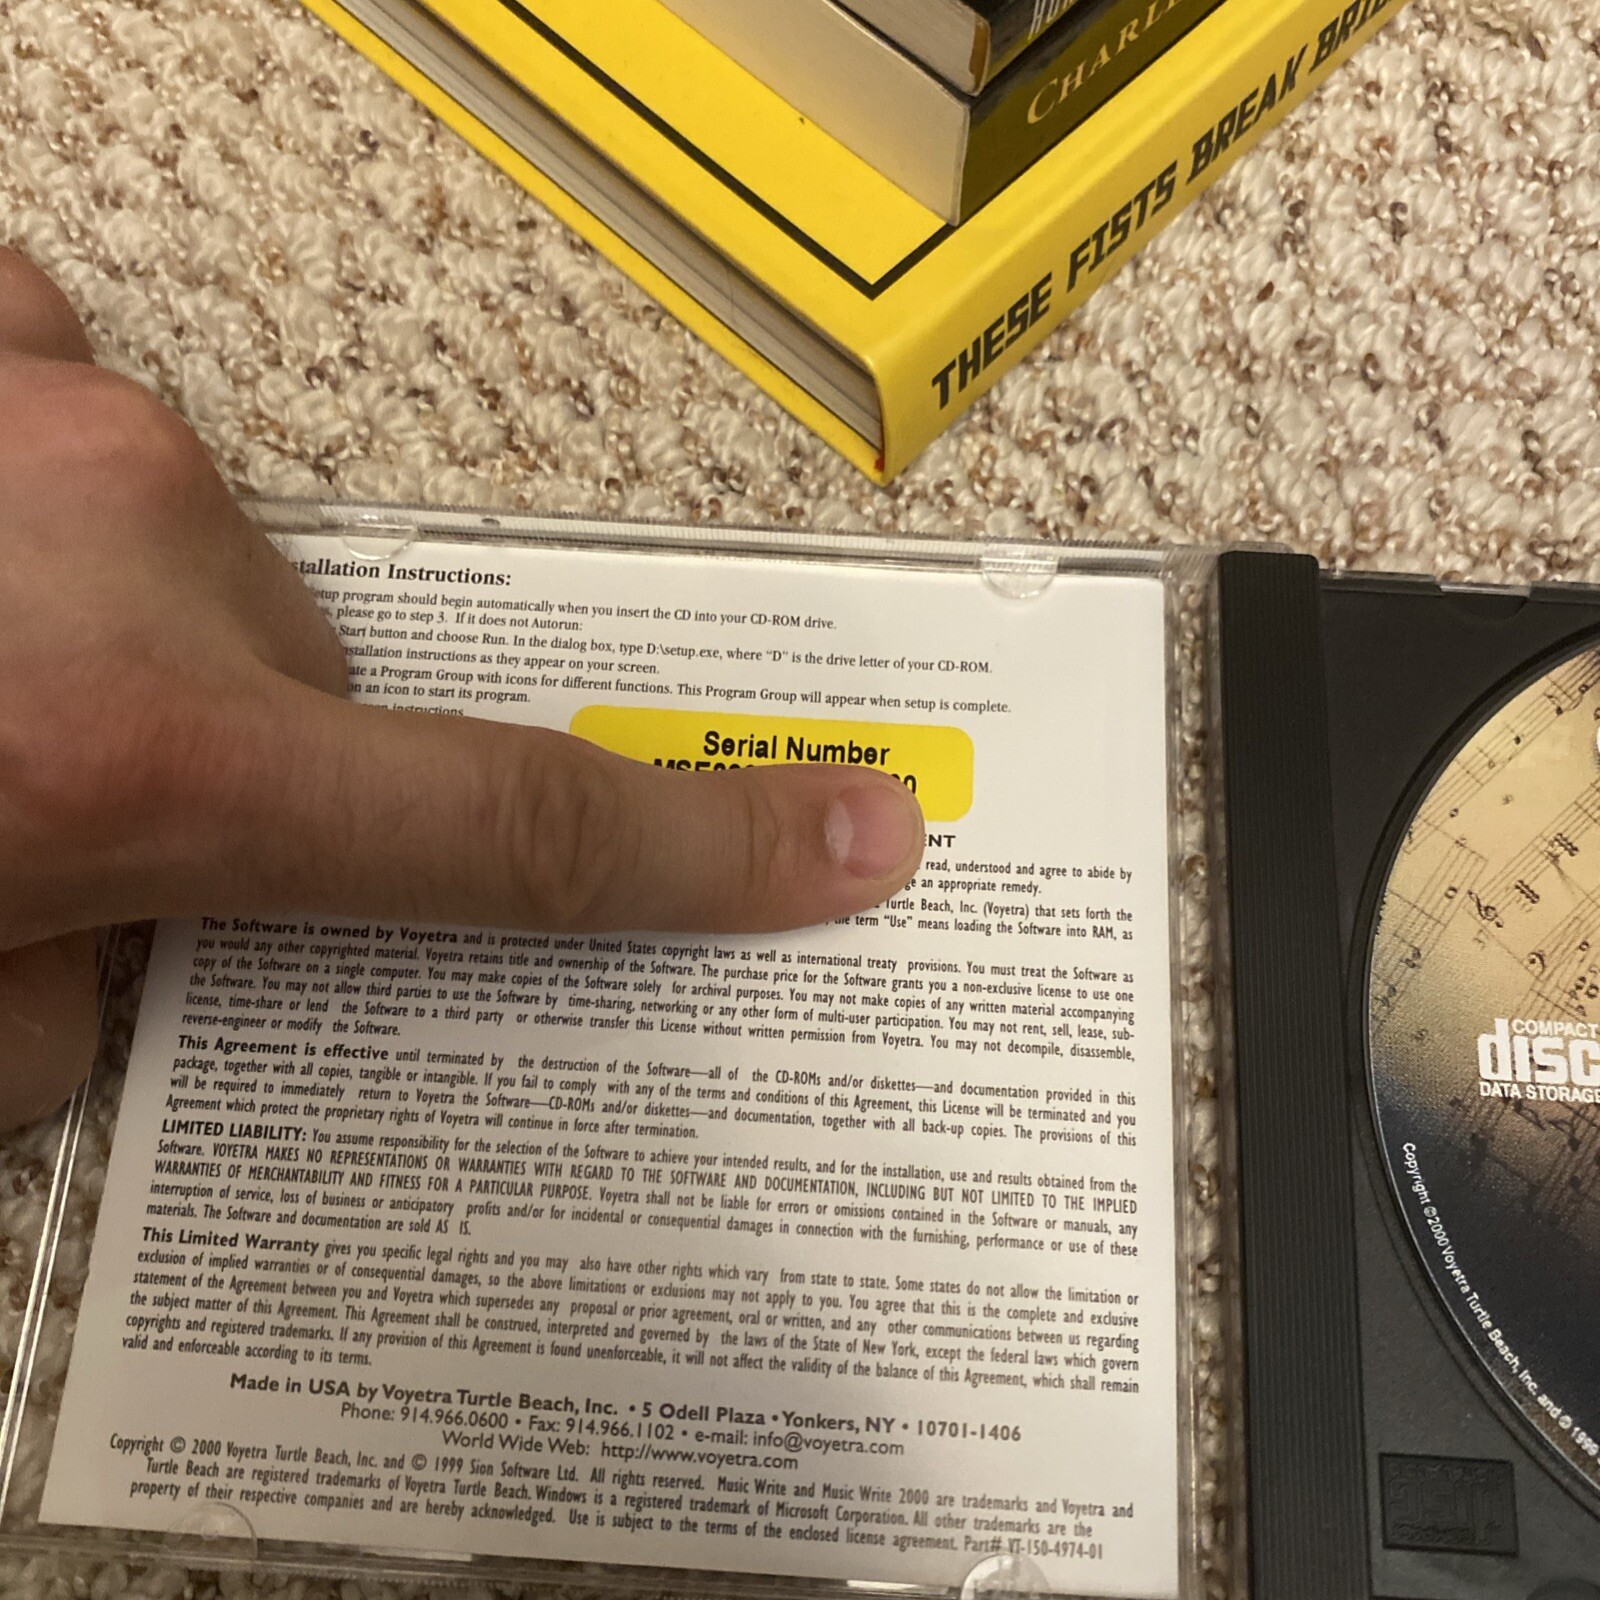 CHARL
THESE FISTS BREAK BRI
stallation Instructions:
etup program should begin automatically when you insert the CD into your CD-ROM drive.
please go to step 3. If it does not Autorun:
Start button and choose Run. In the dialog box, type D:\setup.exe, where “D” is the drive letter of your CD-ROM.
nstallation instructions as they appear on your screen.
ate a Program Group with icons for different functions. This Program Group will appear when setup is complete.
on an icon to start its program.
instructions
Serial Number
ENT
read, understood and agree to abide by
ge an appropriate remedy.
Turtle Beach, Inc. (Voyetra) that sets forth the
the term “Use” means loading the Software into RAM, as
The Software is owned by Voyetra and is protected under United States copyright laws as well as international treaty provisions. You must treat the Software as
you would any other copyrighted material. Voyetra retains title and ownership of the Software. The purchase price for the Software grants you a non-exclusive license to use one
copy of the Software on a single computer. You may make copies of the Software solely for archival purposes. You may not make copies of any written material accompanying
the Software. You may not allow third parties to use the Software by time-sharing, networking or any other form of multi-user participation. You may not rent, sell, lease, sub-
license, time-share or lend the Software to a third party or otherwise transfer this License without written permission from Voyetra. You may not decompile, disassemble,
reverse-engineer or modify the Software.
This Agreement is effective until terminated by the destruction of the Software—all of the CD-ROMs and/or diskettes—and documentation provided in this
package, together with all copies, tangible or intangible. If you fail to comply with any of the terms and conditions of this Agreement, this License will be terminated and you
will be required to immediately return to Voyetra the Software—CD-ROMs and/or diskettes—and documentation, together with all back-up copies. The provisions of this
Agreement which protect the proprietary rights of Voyetra will continue in force after termination.
LIMITED LIABILITY: You assume responsibility for the selection of the Software to achieve your intended results, and for the installation, use and results obtained from the
Software. VOYETRA MAKES NO REPRESENTATIONS OR WARRANTIES WITH REGARD TO THE SOFTWARE AND DOCUMENTATION, INCLUDING BUT NOT LIMITED TO THE IMPLIED
WARRANTIES OF MERCHANTABILITY AND FITNESS FOR A PARTICULAR PURPOSE. Voyetra shall not be liable for errors or omissions contained in the Software or manuals, any
interruption of service, loss of business or anticipatory profits and/or for incidental or consequential damages in connection with the furnishing, performance or use of these
materials. The Software and documentation are sold AS IS.
This Limited Warranty gives you specific legal rights and you may also have other rights which vary from state to state. Some states do not allow the limitation or
exclusion of implied warranties or of consequential damages, so the above limitations or exclusions may not apply to you. You agree that this is the complete and exclusive
statement of the Agreement between you and Voyetra which supersedes any proposal or prior agreement, oral or written, and any other communications between us regarding
the subject matter of this Agreement. This Agreement shall be construed, interpreted and governed by the laws of the State of New York, except the federal laws which govern
copyrights and registered trademarks. If any provision of this Agreement is found unenforceable, it will not affect the validity of the balance of this Agreement, which shall remain
valid and enforceable according to its terms.
Made in USA by Voyetra Turtle Beach, Inc. • 5 Odell Plaza • Yonkers, NY • 10701-1406
Phone: 914.966.0600 • Fax: 914.966.1102 • e-mail: info@voyetra.com
World Wide Web: http://www.voyetra.com
Copyright © 2000 Voyetra Turtle Beach, Inc. and © 1999 Sion Software Ltd. All rights reserved. Music Write and Music Write 2000 are trademarks and Voyetra and
Turtle Beach are registered trademarks of Voyetra Turtle Beach. Windows is a registered trademark of Microsoft Corporation. All other trademarks are the
property of their respective companies and are hereby acknowledged. Use is subject to the terms of the enclosed license agreement. Part# VT-150-4974-01
COMPACT
disc
DATA STORAGE
Copyright © 2000 Voyetra Turtle Beach, Inc. and © 1999